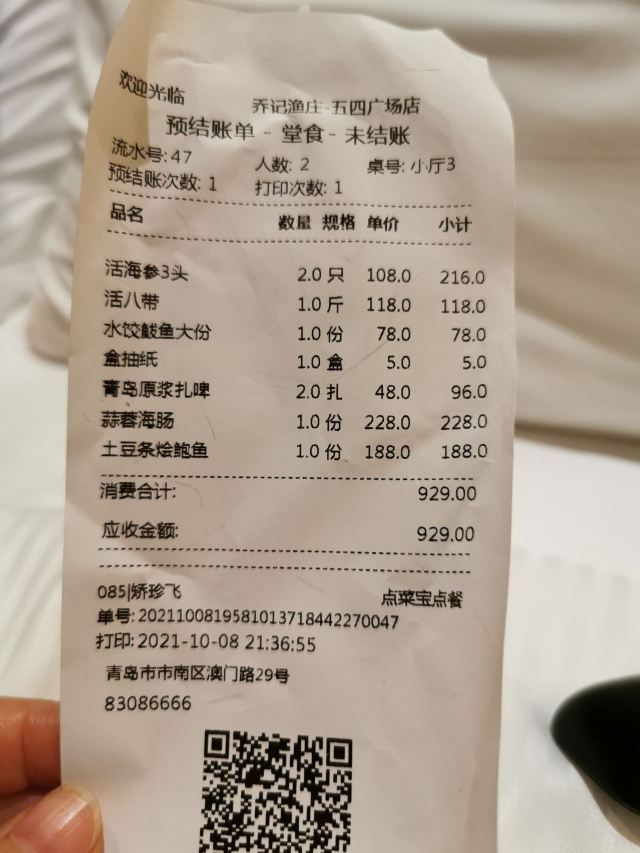 欢迎光临
乔记渔庄-五四广场店
预结账单 - 堂食 - 未结账
流水号: 47 人数: 2 桌号: 小厅3
预结账次数: 1 打印次数: 1
品名 数量 规格 单价 小计
活海参3头 2.0 只 108.0 216.0
活八带 1.0 斤 118.0 118.0
水饺鲅鱼大份 1.0 份 78.0 78.0
盒抽纸 1.0 盒 5.0 5.0
青岛原浆扎啤 2.0 扎 48.0 96.0
蒜蓉海肠 1.0 份 228.0 228.0
土豆条烩鲍鱼 1.0 份 188.0 188.0
消费合计: 929.00
应收金额: 929.00
085|矫珍飞 点菜宝点餐
单号: 2021100819581013718442270047
打印: 2021-10-08 21:36:55
青岛市市南区澳门路29号
83086666